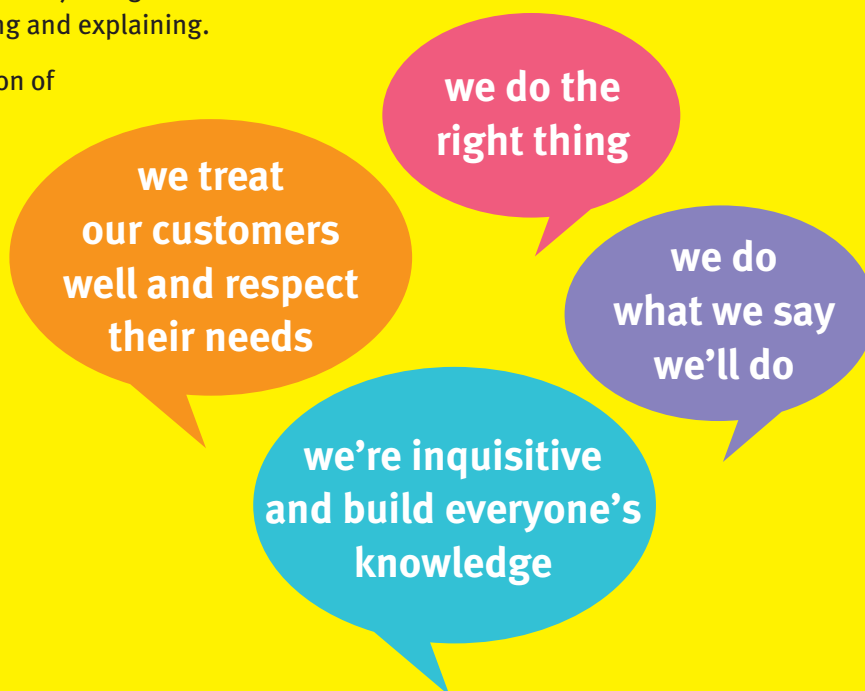 ng and explaining.
on of
we do the
right thing
we treat
our customers
well and respect
their needs
we do
what we say
we’ll do
we’re inquisitive
and build everyone’s
knowledge